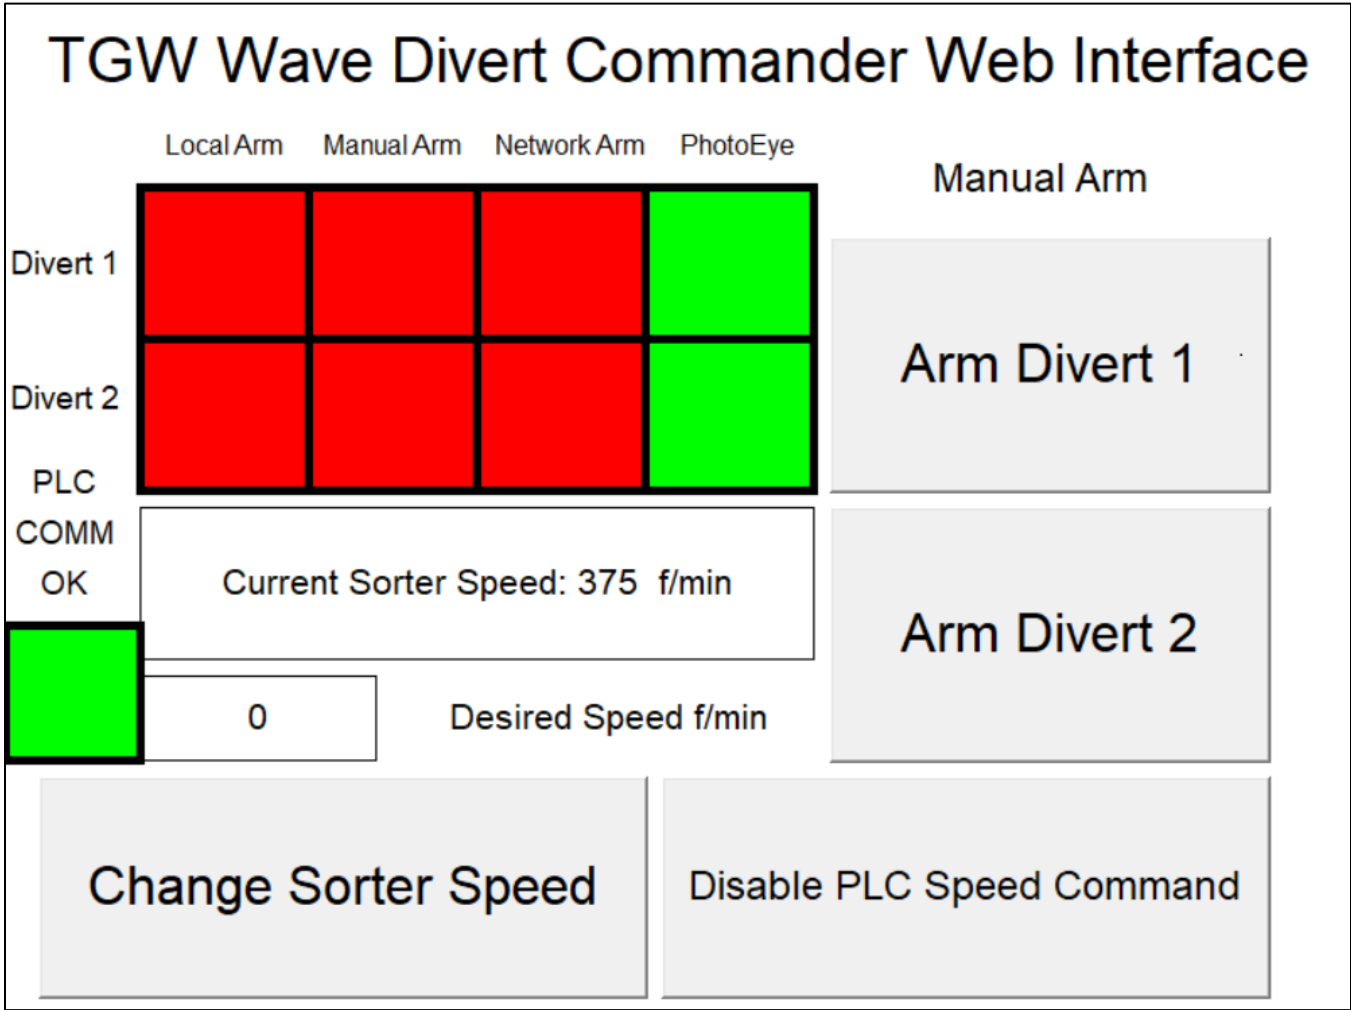 TGW Wave Divert Commander Web Interface
Local Arm Manual Arm Network Arm PhotoEye
Manual Arm
Divert 1
Arm Divert 1
Divert 2
PLC
COMM
OK
Current Sorter Speed: 375 f/min
Arm Divert 2
0 Desired Speed f/min
Change Sorter Speed
Disable PLC Speed Command